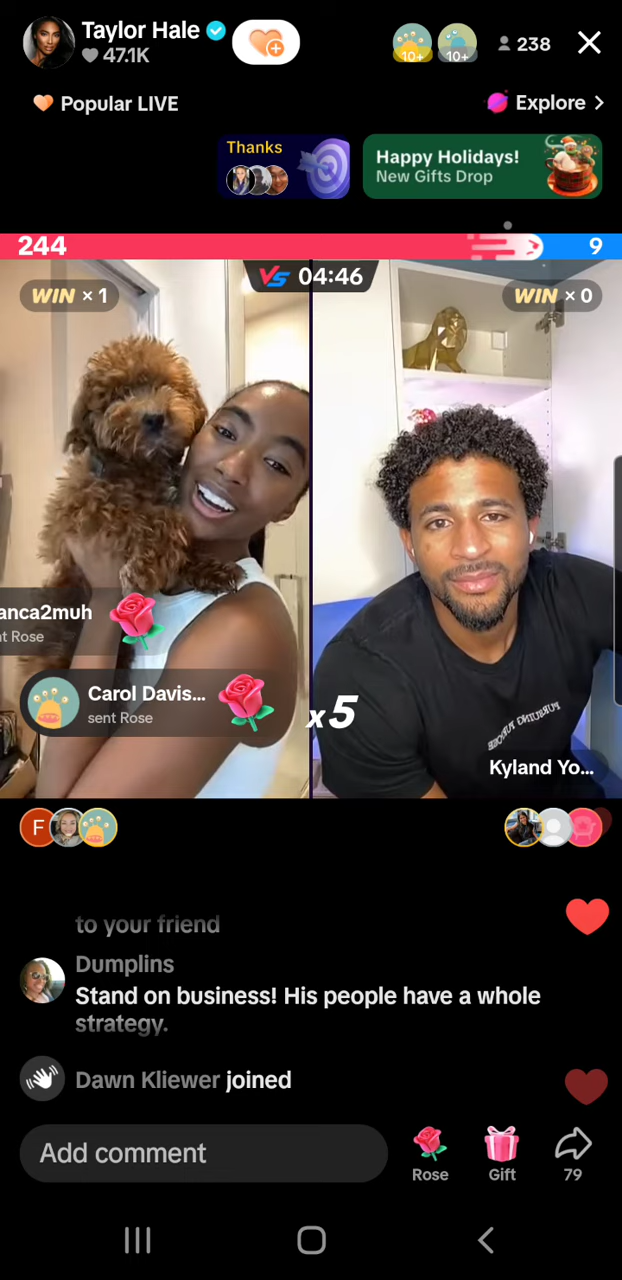 Taylor Hale
47.1K
10+
10+
238
Popular LIVE
Explore >
Thanks
Happy Holidays!
New Gifts Drop
244
9
VS 04:46
WIN × 1
WIN × 0
anca2muh
nt Rose
Carol Davis...
sent Rose
x5
Kyland Yo...
F
to your friend
Dumplins
Stand on business! His people have a whole
strategy.
Dawn Kliewer joined
Add comment
Rose
Gift
79